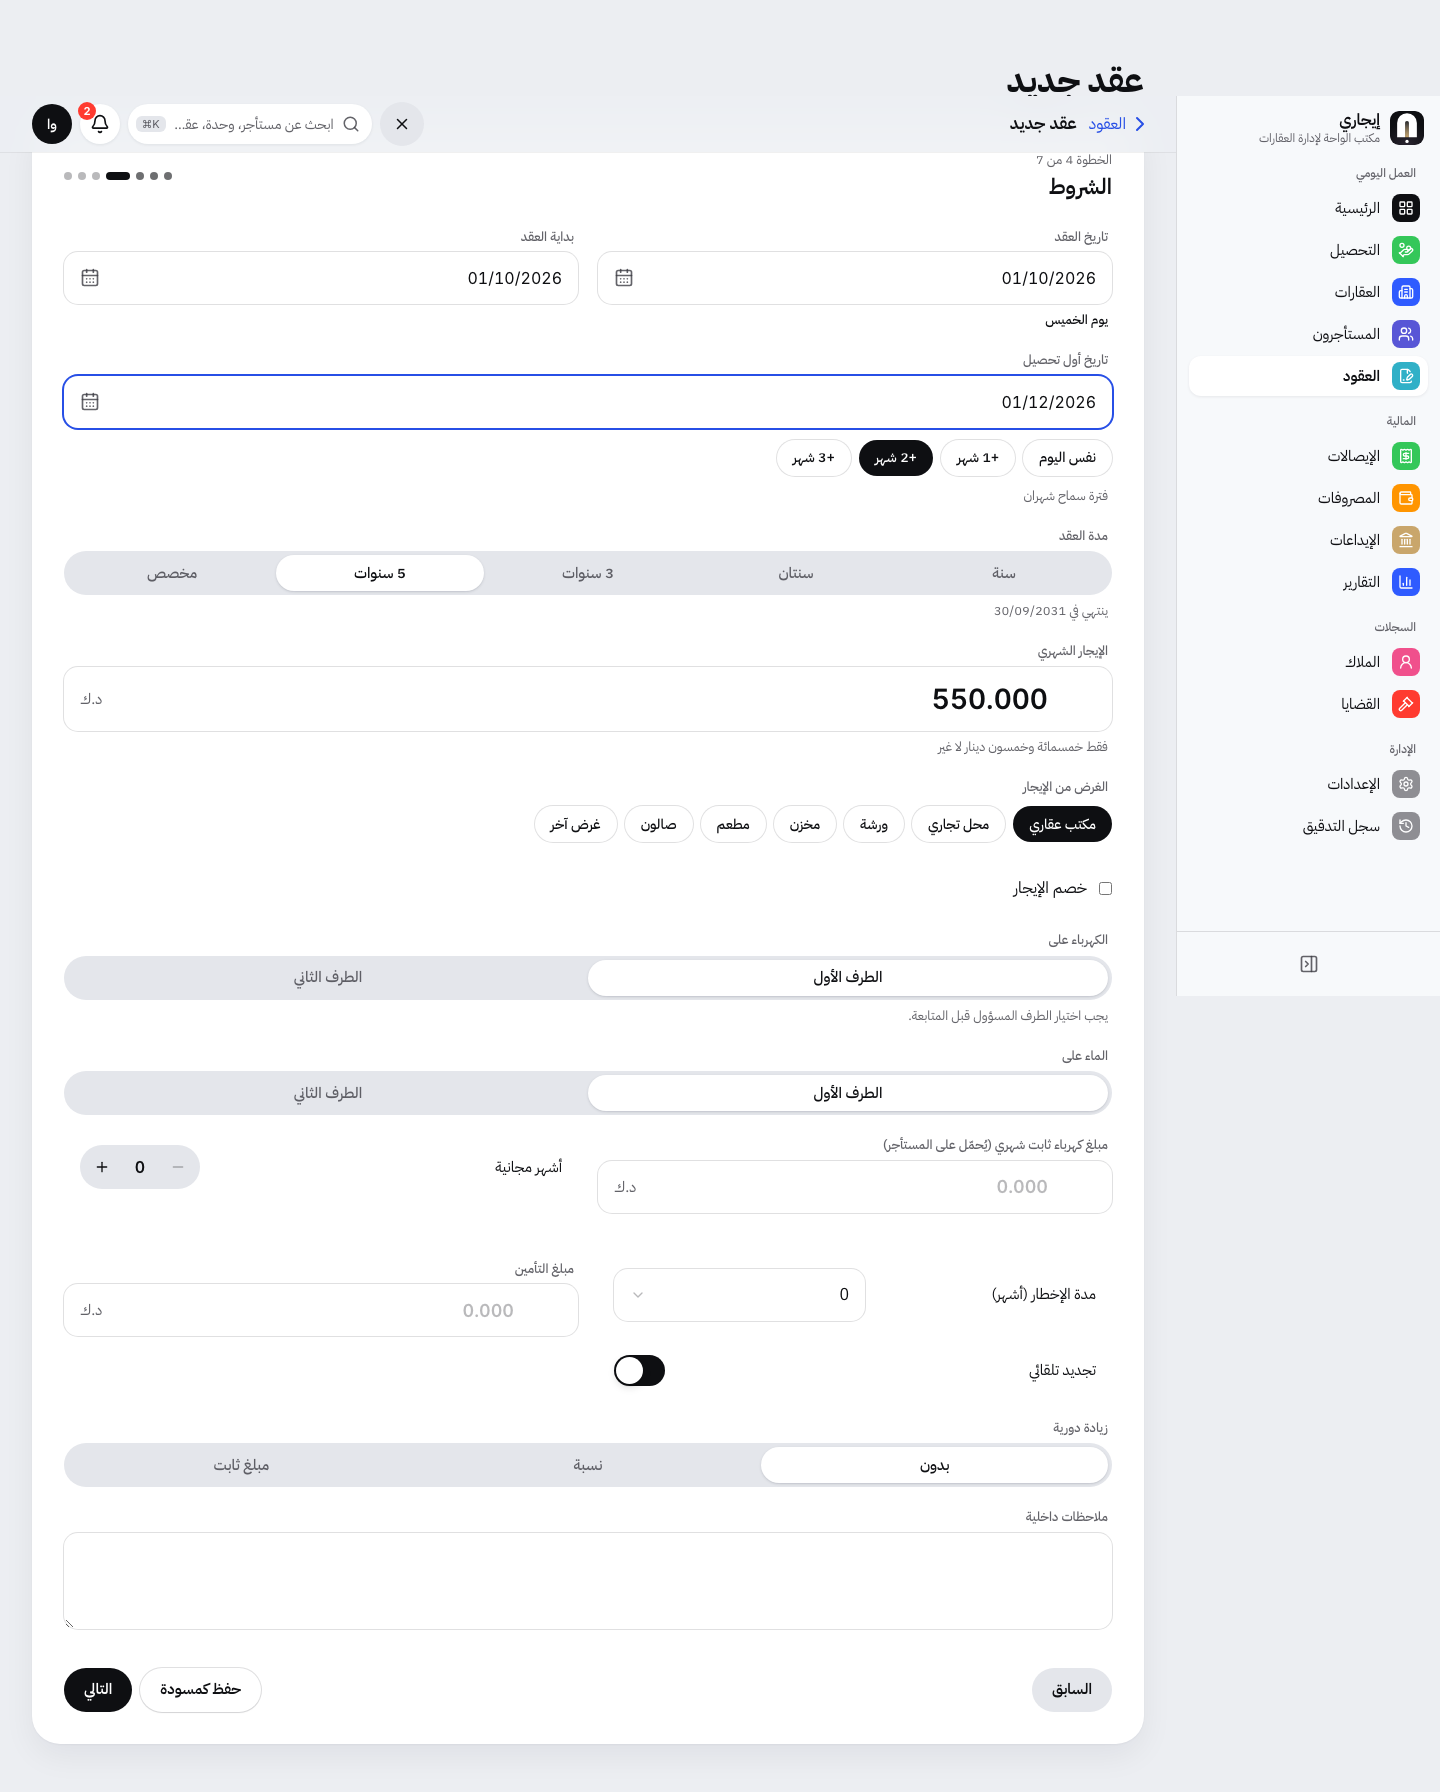 عقد جديد
العقود
عقد جديد
ابحث عن مستأجر، وحدة، عقـ...
⌘K
2
وا
إيجاري
مكتب الواحة لإدارة العقارات
العمل اليومي
الرئيسية
التحصيل
العقارات
المستأجرون
العقود
المالية
الإيصالات
المصروفات
الإيداعات
التقارير
السجلات
الملاك
القضايا
الإدارة
الإعدادات
سجل التدقيق
الخطوة 4 من 7
الشروط
تاريخ العقد
01/10/2026
يوم الخميس
بداية العقد
01/10/2026
تاريخ أول تحصيل
01/12/2026
نفس اليوم
+1 شهر
+2 شهر
+3 شهر
فترة سماح شهران
مدة العقد
سنة
سنتان
3 سنوات
5 سنوات
مخصص
ينتهي في 30/09/2031
الإيجار الشهري
550.000
د.ك
فقط خمسمائة وخمسون دينار لا غير
الغرض من الإيجار
مكتب عقاري
محل تجاري
ورشة
مخزن
مطعم
صالون
غرض آخر
خصم الإيجار
الكهرباء على
الطرف الأول
الطرف الثاني
يجب اختيار الطرف المسؤول قبل المتابعة.
الماء على
الطرف الأول
الطرف الثاني
مبلغ كهرباء ثابت شهري (يُحمّل على المستأجر)
0.000
د.ك
أشهر مجانية
0
مدة الإخطار (أشهر)
0
مبلغ التأمين
0.000
د.ك
تجديد تلقائي
زيادة دورية
بدون
نسبة
مبلغ ثابت
ملاحظات داخلية
السابق
حفظ كمسودة
التالي